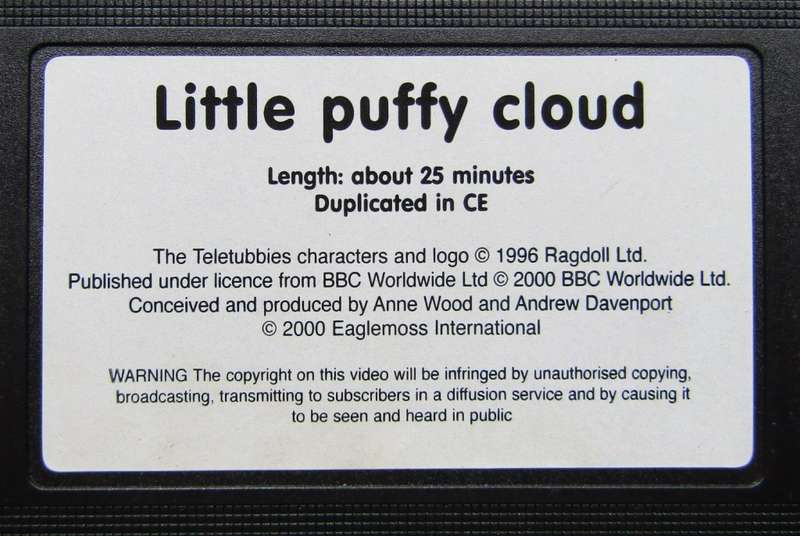 Little puffy cloud
Length: about 25 minutes
Duplicated in CE
The Teletubbies characters and logo © 1996 Ragdoll Ltd.
Published under licence from BBC Worldwide Ltd © 2000 BBC Worldwide Ltd.
Conceived and produced by Anne Wood and Andrew Davenport
© 2000 Eaglemoss International
WARNING The copyright on this video will be infringed by unauthorised copying,
broadcasting, transmitting to subscribers in a diffusion service and by causing it
to be seen and heard in public